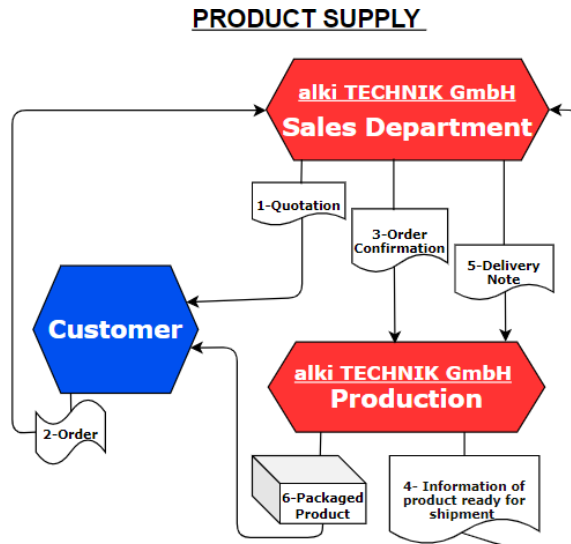 PRODUCT SUPPLY
alki TECHNIK GmbH
Sales Department
1-Quotation
3-Order
Confirmation
5-Delivery
Note
Customer
alki TECHNIK GmbH
Production
2-Order
6-Packaged
Product
4- Information of
product ready for
shipment